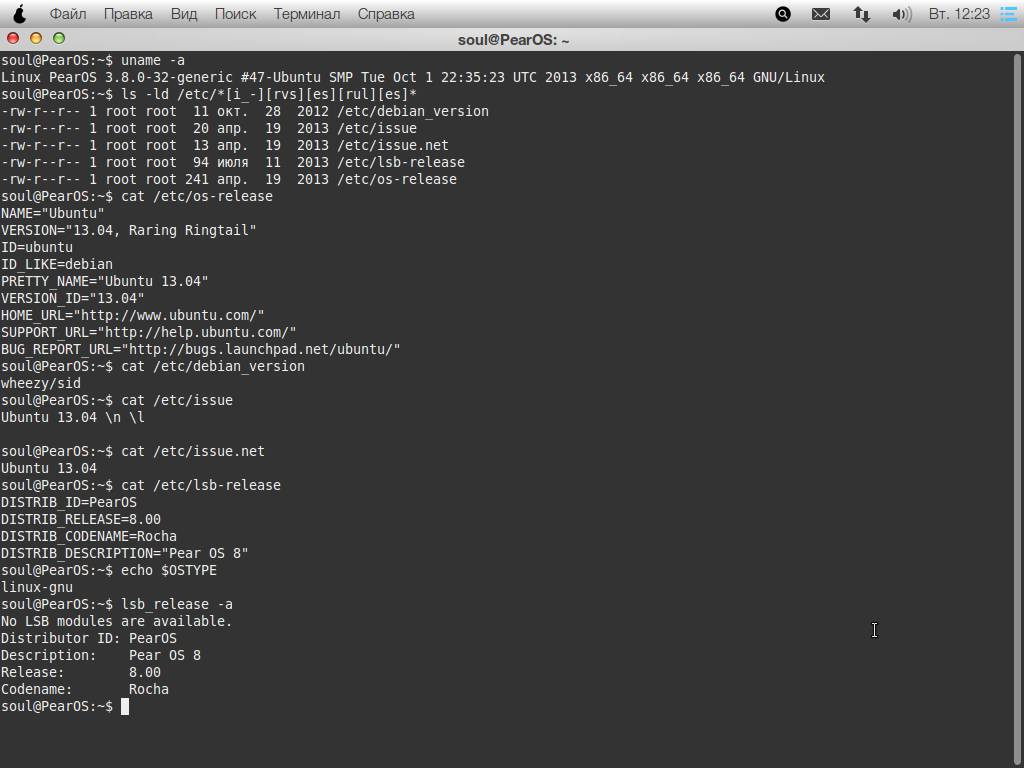 Файл Правка Вид Поиск Терминал Справка Вт. 12:23
soul@PearOS: ~
soul@PearOS:~$ uname -a
Linux PearOS 3.8.0-32-generic #47-Ubuntu SMP Tue Oct 1 22:35:23 UTC 2013 x86_64 x86_64 x86_64 GNU/Linux
soul@PearOS:~$ ls -ld /etc/*[i_-][rvs][es][rul][es]*
-rw-r--r-- 1 root root  11 окт.  28  2012 /etc/debian_version
-rw-r--r-- 1 root root  20 апр.  19  2013 /etc/issue
-rw-r--r-- 1 root root  13 апр.  19  2013 /etc/issue.net
-rw-r--r-- 1 root root  94 июля  11  2013 /etc/lsb-release
-rw-r--r-- 1 root root 241 апр.  19  2013 /etc/os-release
soul@PearOS:~$ cat /etc/os-release
NAME="Ubuntu"
VERSION="13.04, Raring Ringtail"
ID=ubuntu
ID_LIKE=debian
PRETTY_NAME="Ubuntu 13.04"
VERSION_ID="13.04"
HOME_URL="http://www.ubuntu.com/"
SUPPORT_URL="http://help.ubuntu.com/"
BUG_REPORT_URL="http://bugs.launchpad.net/ubuntu/"
soul@PearOS:~$ cat /etc/debian_version
wheezy/sid
soul@PearOS:~$ cat /etc/issue
Ubuntu 13.04 \n \l

soul@PearOS:~$ cat /etc/issue.net
Ubuntu 13.04
soul@PearOS:~$ cat /etc/lsb-release
DISTRIB_ID=PearOS
DISTRIB_RELEASE=8.00
DISTRIB_CODENAME=Rocha
DISTRIB_DESCRIPTION="Pear OS 8"
soul@PearOS:~$ echo $OSTYPE
linux-gnu
soul@PearOS:~$ lsb_release -a
No LSB modules are available.
Distributor ID: PearOS
Description:    Pear OS 8
Release:        8.00
Codename:       Rocha
soul@PearOS:~$